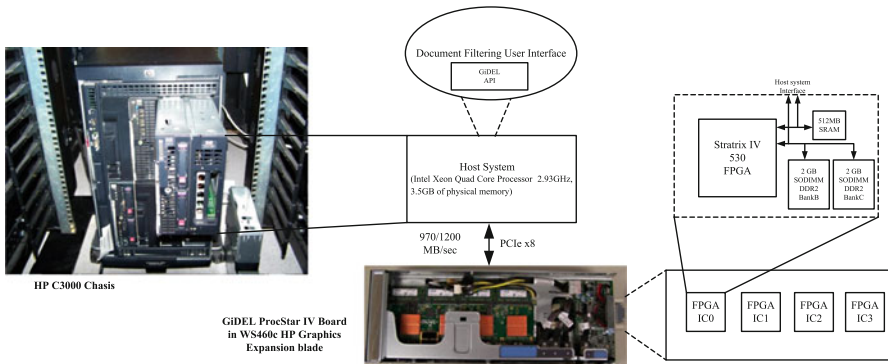 Document Filtering User Interface
GiDEL
API
Host System
(Intel Xeon Quad Core Processor 2.93GHz,
3.5GB of physical memory)
970/1200
MB/sec
PCIe x8
HP C3000 Chasis
GiDEL ProcStar IV Board
in WS460c HP Graphics
Expansion blade
Host system
Interface
Stratrix IV
530
FPGA
512MB
SRAM
2 GB
SODIMM
DDR2
BankB
2 GB
SODIMM
DDR2
BankC
FPGA
IC0
FPGA
IC1
FPGA
IC2
FPGA
IC3